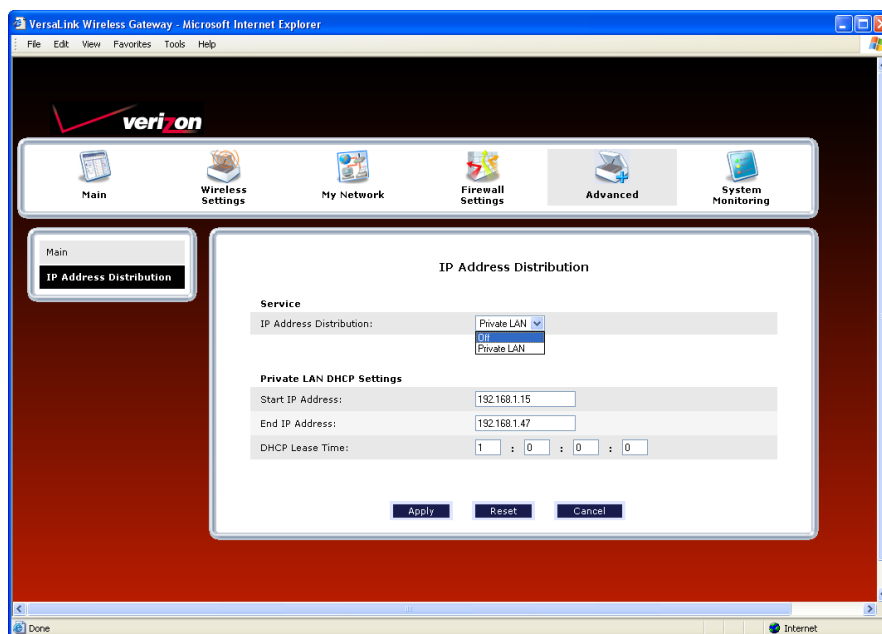 VersaLink Wireless Gateway - Microsoft Internet Explorer
File Edit View Favorites Tools Help
verizon
Main
Wireless Settings
My Network
Firewall Settings
Advanced
System Monitoring
Main
IP Address Distribution
IP Address Distribution
Service
IP Address Distribution: Private LAN
Off
Private LAN
Private LAN DHCP Settings
Start IP Address: 192.168.1.15
End IP Address: 192.168.1.47
DHCP Lease Time: 1 : 0 : 0 : 0
Apply Reset Cancel
Done Internet